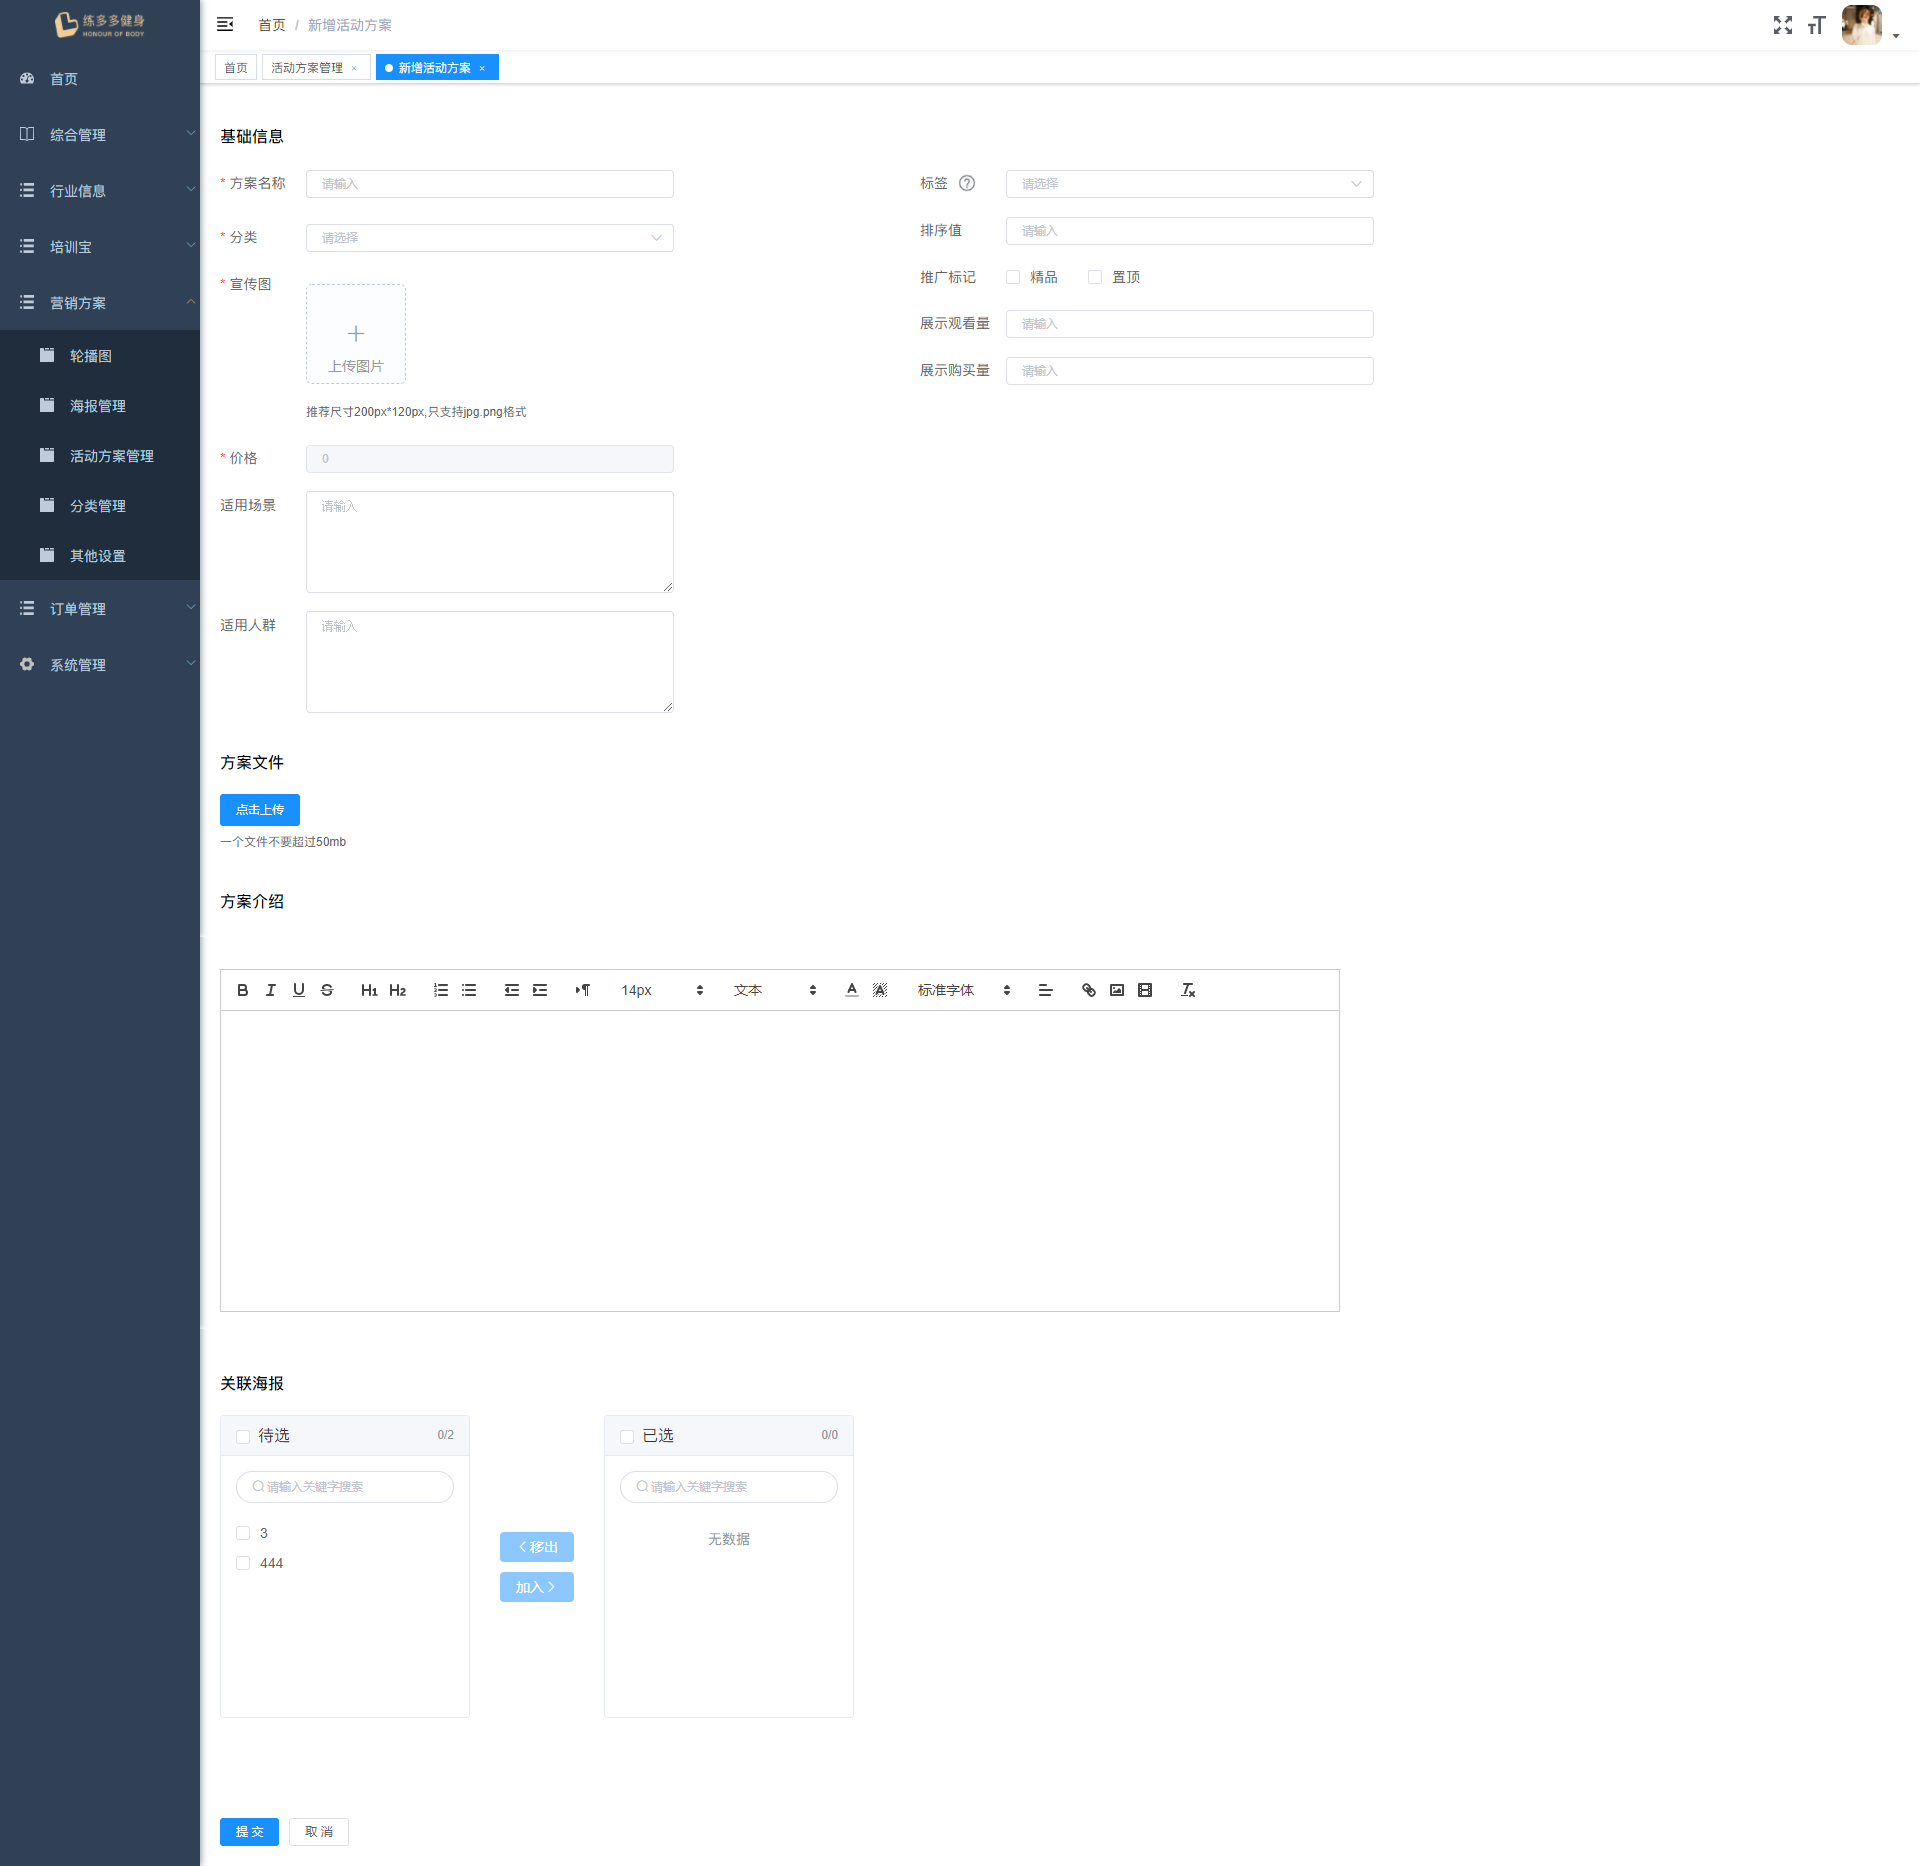 练多多健身
HONOUR OF BODY
首页
综合管理
行业信息
培训宝
营销方案
轮播图
海报管理
活动方案管理
分类管理
其他设置
订单管理
系统管理
首页 / 新增活动方案
首页 活动方案管理 × 新增活动方案 ×
基础信息
* 方案名称 请输入
* 分类 请选择
* 宣传图
上传图片
推荐尺寸200px*120px,只支持jpg.png格式
* 价格 0
适用场景 请输入
适用人群 请输入
标签 ? 请选择
排序值 请输入
推广标记 精品 置顶
展示观看量 请输入
展示购买量 请输入
方案文件
点击上传
一个文件不要超过50mb
方案介绍
B I U S H1 H2 14px 文本 A A 标准字体
关联海报
待选 0/2
请输入关键字搜索
3
444
移出
加入
已选 0/0
请输入关键字搜索
无数据
提 交 取 消